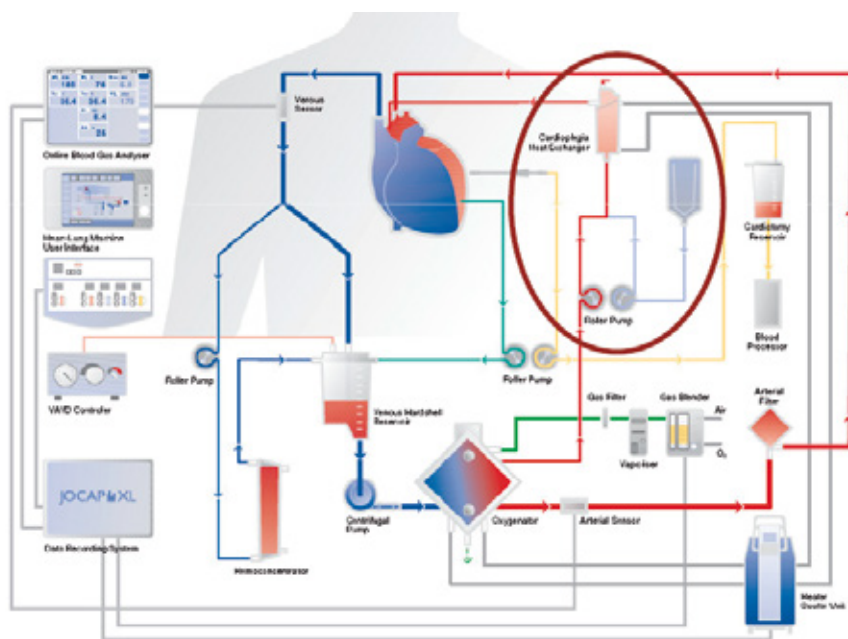 Venous
Sensor
Online Blood Gas Analyser
Heart-Lung Machine
User Interface
Cardioplegia
Heat Exchanger
Cardiotomy
Reservoir
Roller Pump
Blood
Processor
Roller Pump
Roller Pump
VAVD Controller
Venous Hardshell
Reservoir
Gas Filter
Gas Blender
Air
O₂
Vaporiser
Arterial
Filter
JOCAP XL
Data Recording System
Centrifugal
Pump
Oxygenator
Arterial Sensor
Hemoconcentrator
Heater
Cooler Unit